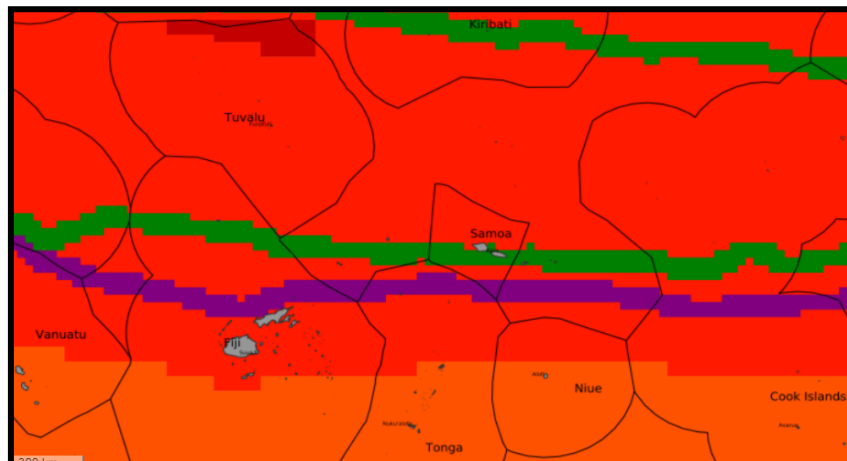 Kiribati
Tuvalu
Samoa
Vanuatu
Fiji
Niue
Cook Islands
Tonga